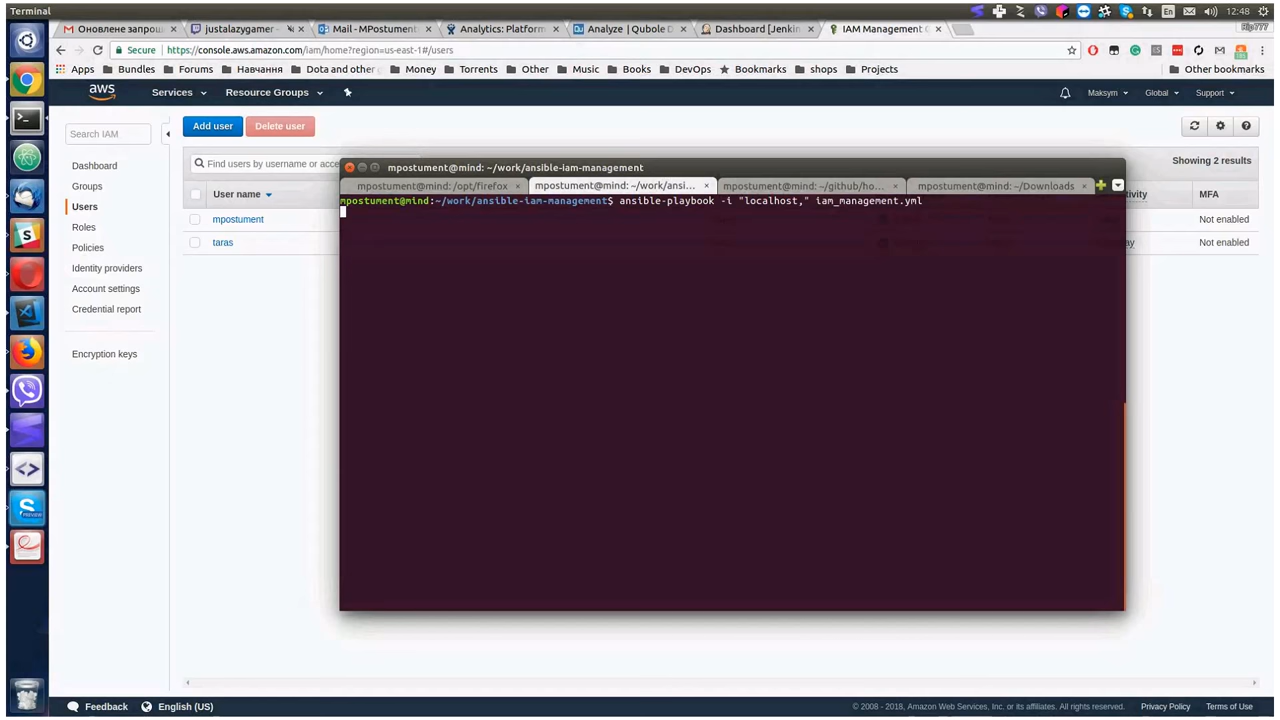 Terminal
En
12:48
Оновлене запрош
justalazygamer -
Mail - MPostument
Analytics: Platform
Analyze | Qubole D
Dashboard [Jenkin
IAM Management C
Hip777
Secure
https://console.aws.amazon.com/iam/home?region=us-east-1#/users
Apps
Bundles
Forums
Навчання
Dota and other
Money
Torrents
Other
Music
Books
DevOps
Bookmarks
shops
Projects
Other bookmarks
aws
Services
Resource Groups
Maksym
Global
Support
Search IAM
Add user
Delete user
Dashboard
Groups
Users
Roles
Policies
Identity providers
Account settings
Credential report
Encryption keys
Find users by username or acce
Showing 2 results
User name
tivity
MFA
mpostument
Not enabled
taras
ay
Not enabled
mpostument@mind: ~/work/ansible-iam-management
mpostument@mind: /opt/firefox
mpostument@mind: ~/work/ansi...
mpostument@mind: ~/github/ho...
mpostument@mind: ~/Downloads
mpostument@mind:~/work/ansible-iam-management$ ansible-playbook -i "localhost," iam_management.yml
Feedback
English (US)
© 2008 - 2018, Amazon Web Services, Inc. or its affiliates. All rights reserved.
Privacy Policy
Terms of Use